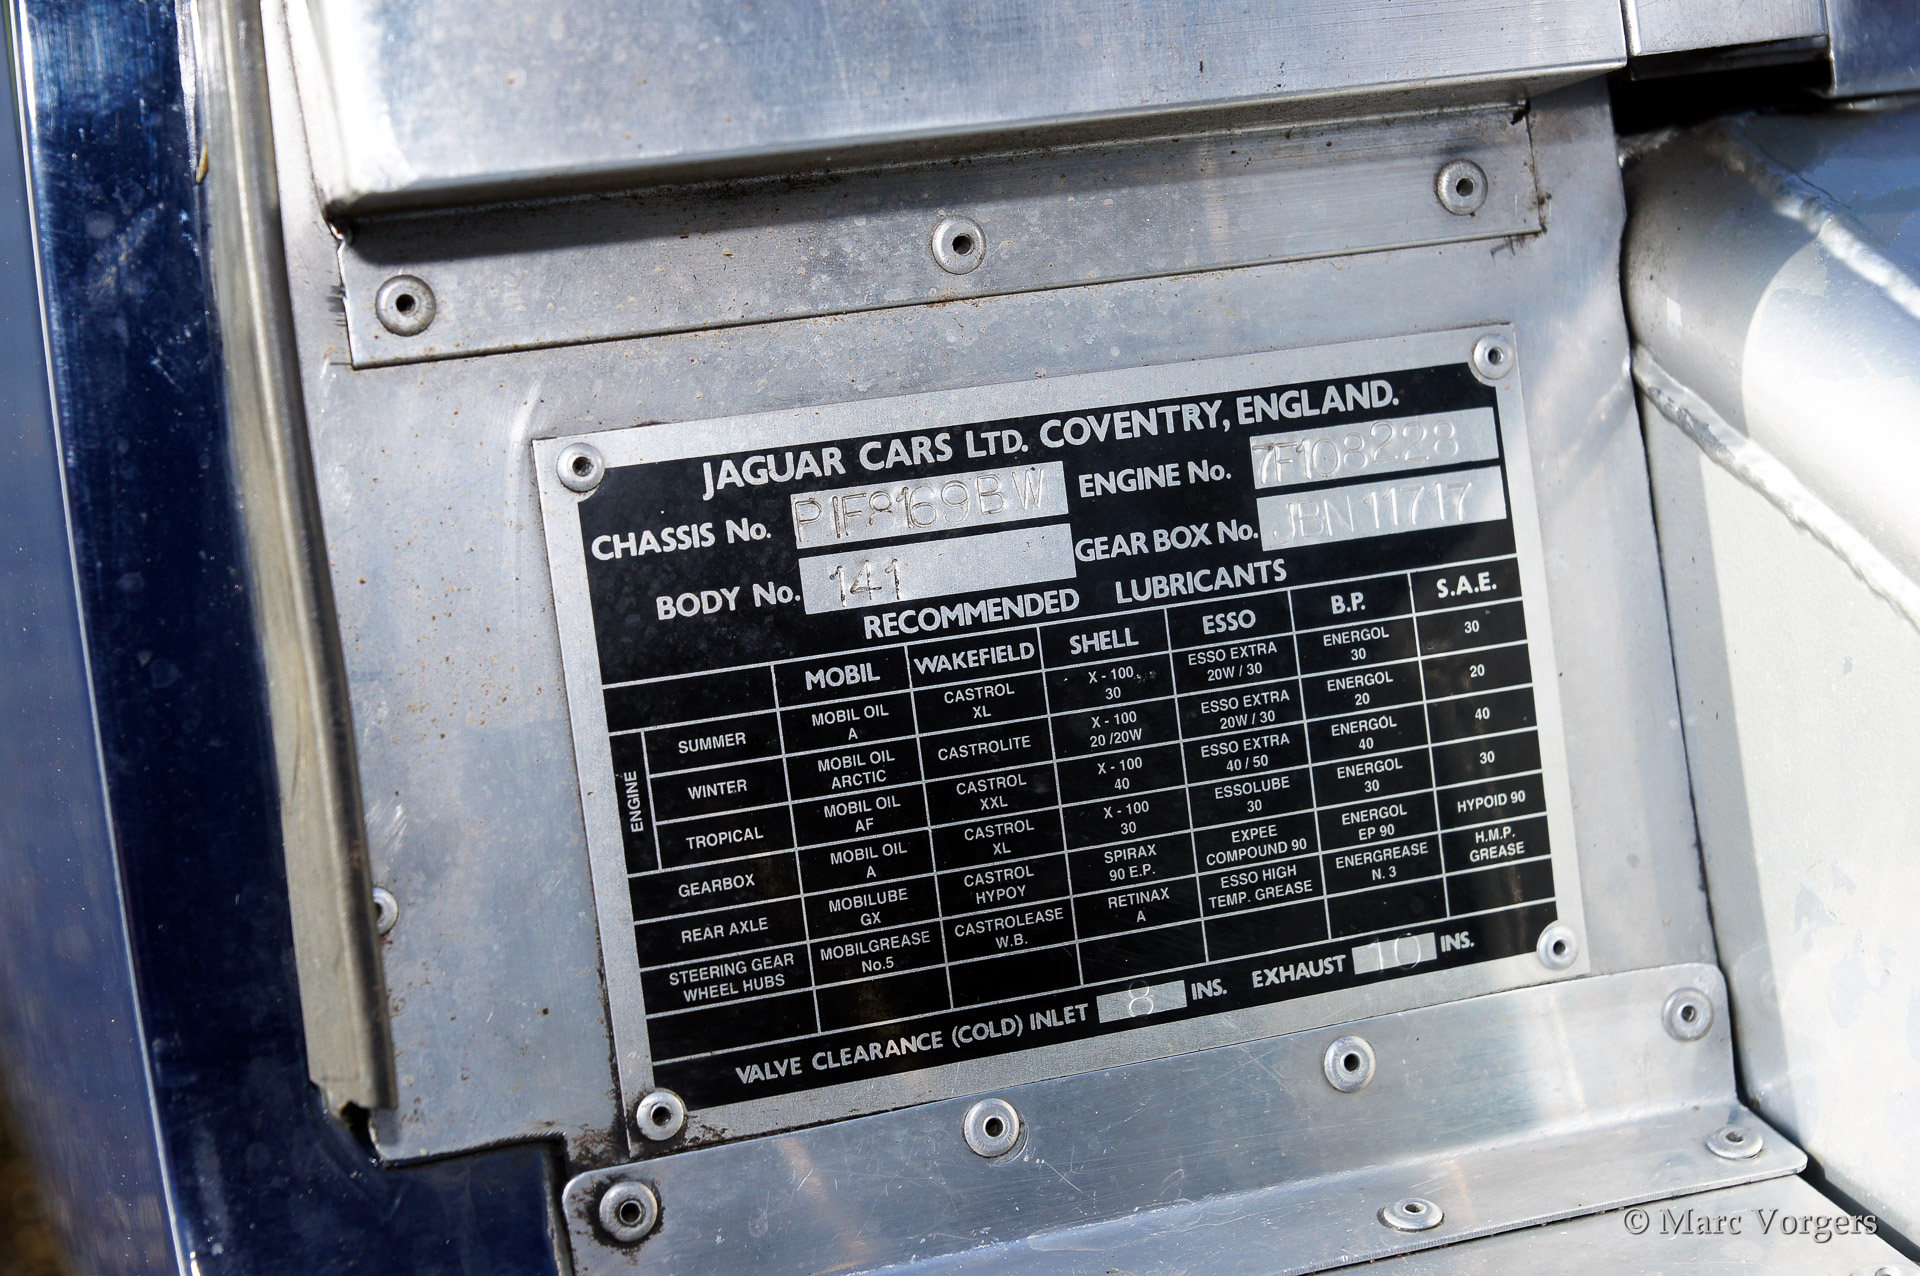 JAGUAR CARS LTD. COVENTRY, ENGLAND.
CHASSIS No. P1F8169BW ENGINE No. 7F108228
BODY No. 141 GEAR BOX No. JBN11717
RECOMMENDED LUBRICANTS
MOBIL WAKEFIELD SHELL ESSO B.P. S.A.E.
ENGINE
SUMMER MOBIL OIL A CASTROL XL X - 100 30 ESSO EXTRA 20W / 30 ENERGOL 30 30
WINTER MOBIL OIL ARCTIC CASTROLITE X - 100 20 /20W ESSO EXTRA 20W / 30 ENERGOL 20 20
TROPICAL MOBIL OIL AF CASTROL XXL X - 100 40 ESSO EXTRA 40 / 50 ENERGOL 40 40
GEARBOX MOBIL OIL A CASTROL XL X - 100 30 ESSOLUBE 30 ENERGOL 30 30
REAR AXLE MOBILUBE GX CASTROL HYPOY SPIRAX 90 E.P. EXPEE COMPOUND 90 ENERGOL EP 90 HYPOID 90
STEERING GEAR WHEEL HUBS MOBILGREASE No.5 CASTROLEASE W.B. RETINAX A ESSO HIGH TEMP. GREASE ENERGREASE N. 3 H.M.P. GREASE
VALVE CLEARANCE (COLD) INLET 8 INS. EXHAUST 10 INS.
© Marc Vorgers